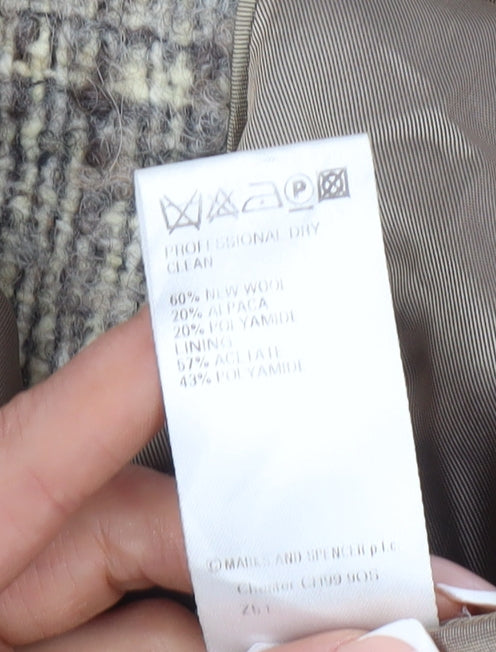 P
PROFESSIONAL DRY
CLEAN
60% NEW WOOL
20% ALPACA
20% POLYAMIDE
LINING
57% ACETATE
43% POLYAMIDE
©MARKS AND SPENCER p l c
Chester CH99 9QS